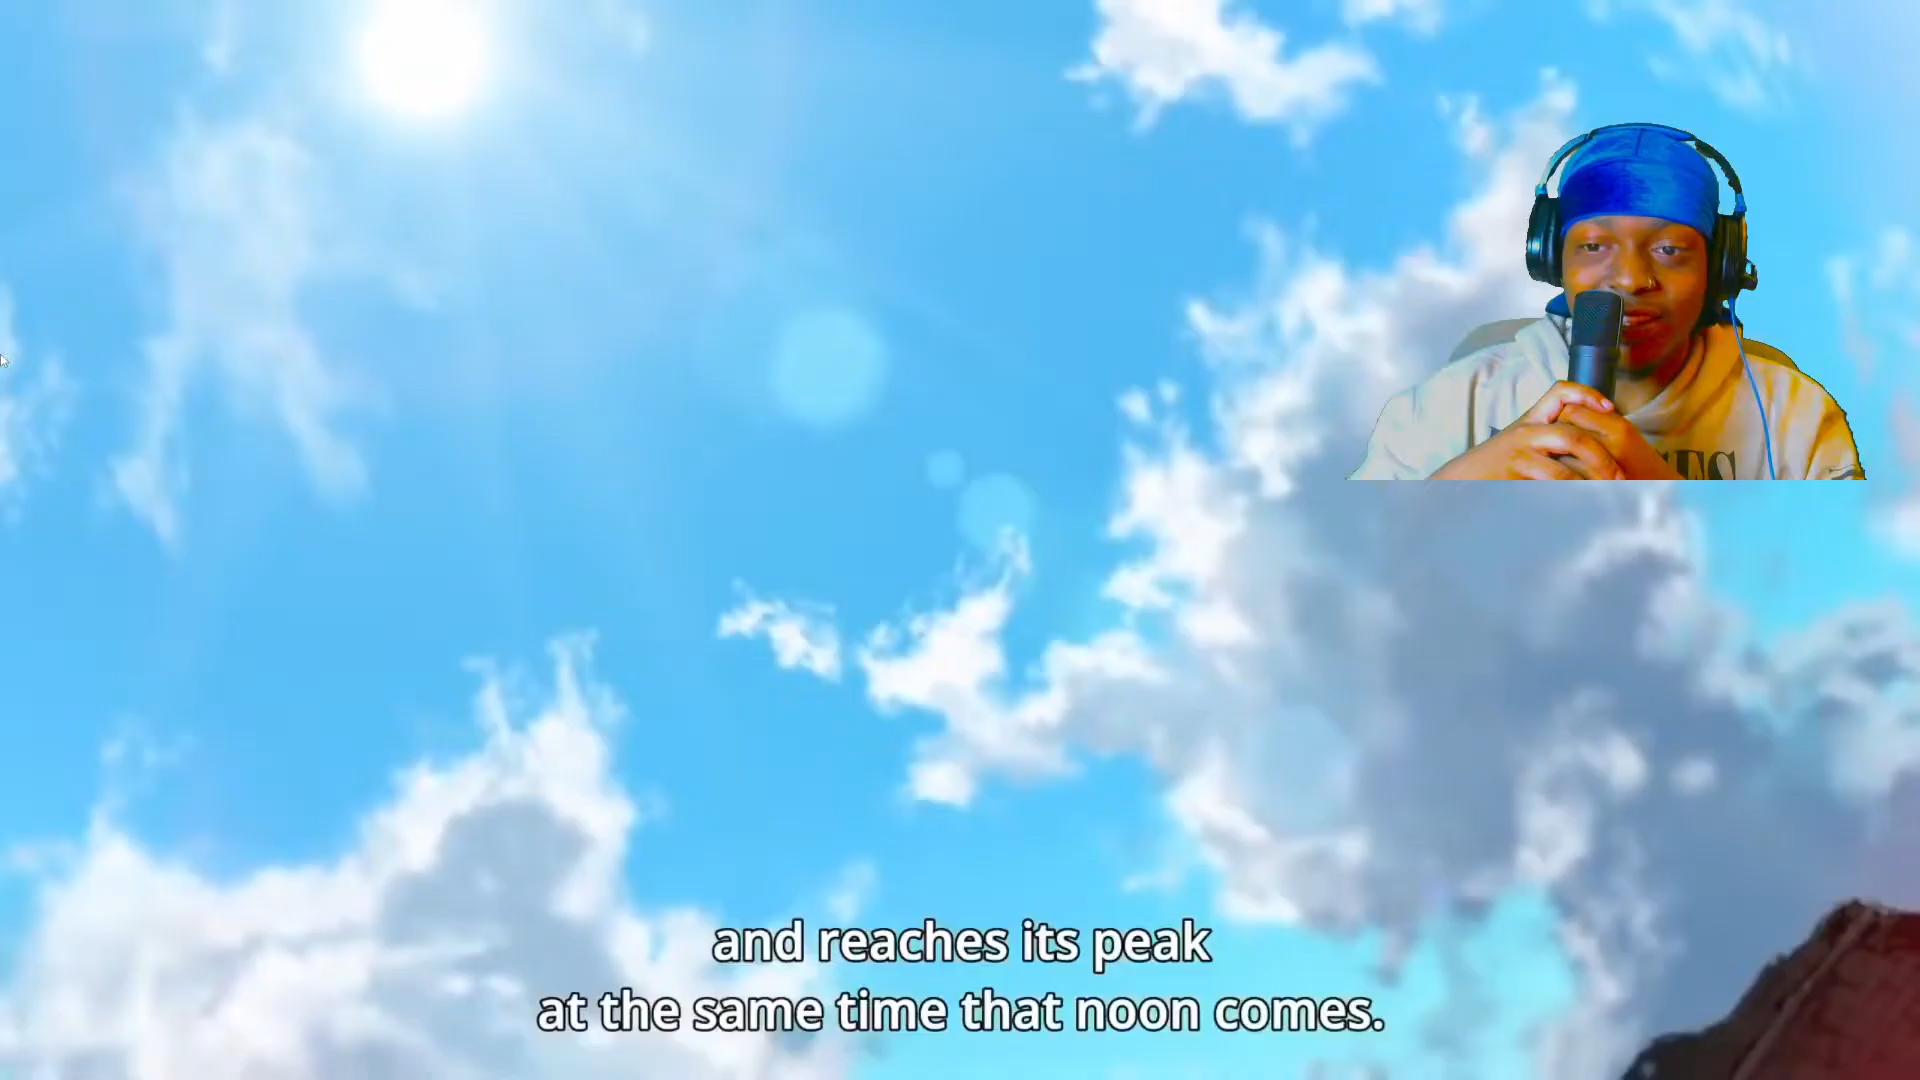 and reaches its peak
at the same time that noon comes.